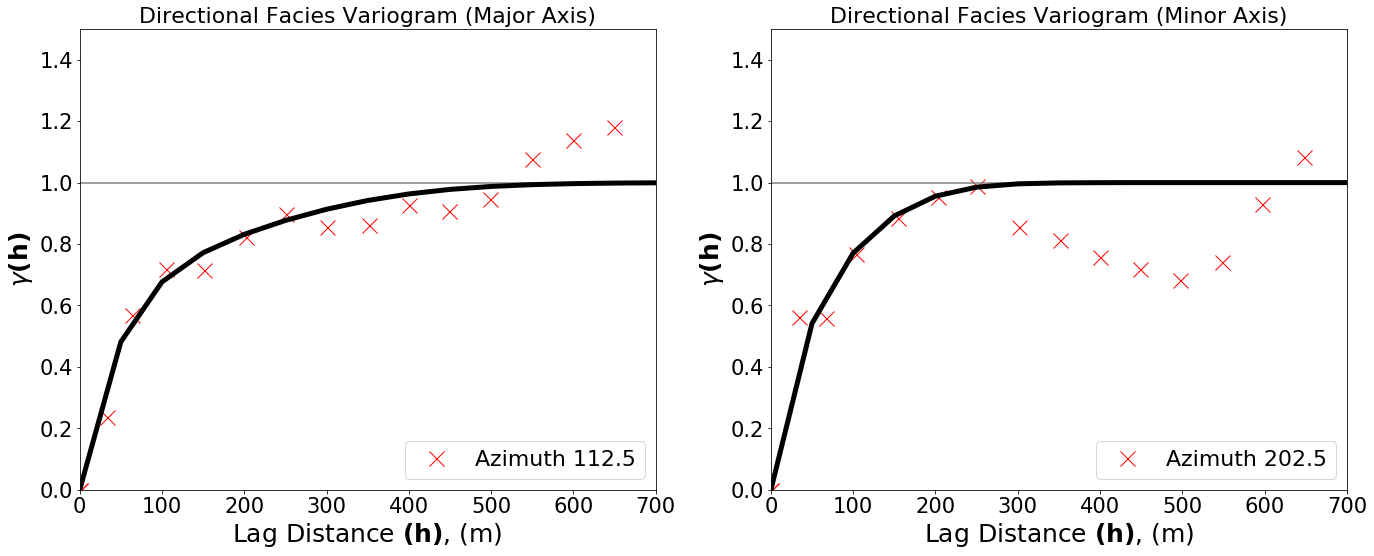 Directional Facies Variogram (Major Axis)
1.4
1.2
1.0
0.8
0.6
0.4
0.2
0.0
γ(h)
Azimuth 112.5
0 100 200 300 400 500 600 700
Lag Distance (h), (m)
Directional Facies Variogram (Minor Axis)
1.4
1.2
1.0
0.8
0.6
0.4
0.2
0.0
γ(h)
Azimuth 202.5
0 100 200 300 400 500 600 700
Lag Distance (h), (m)